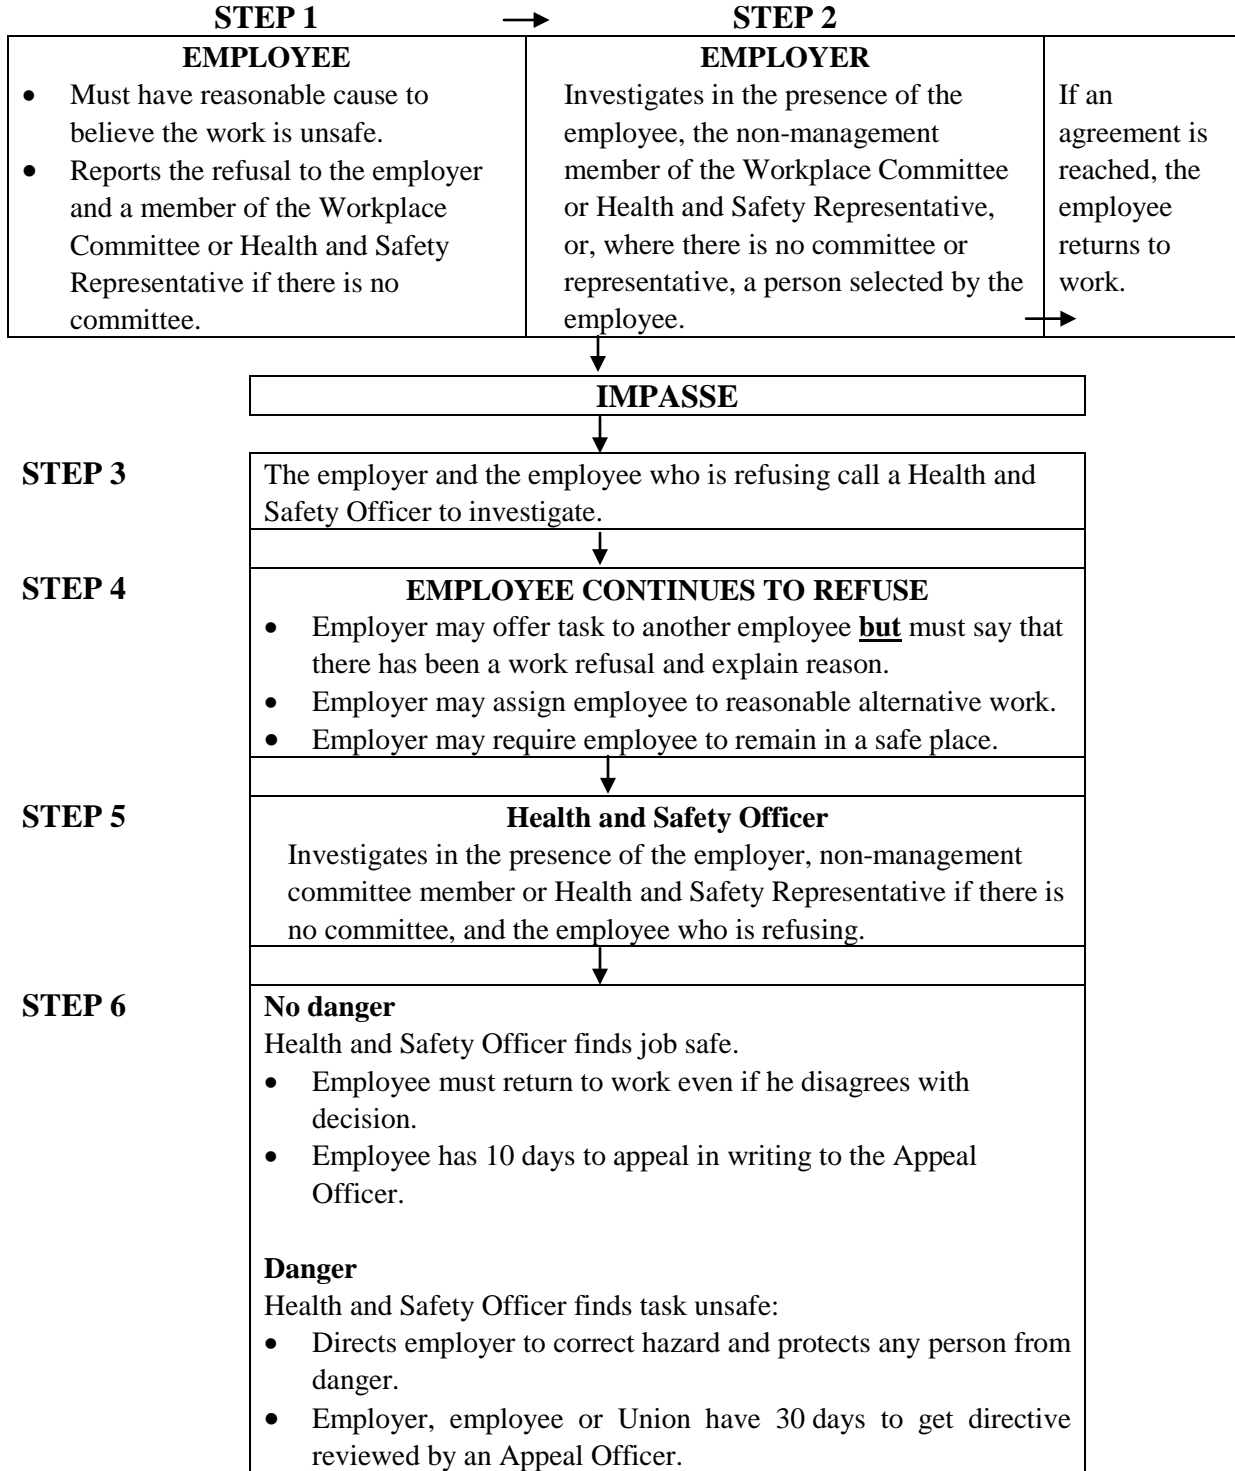 STEP 1 → STEP 2
EMPLOYEE
• Must have reasonable cause to
believe the work is unsafe.
• Reports the refusal to the employer
and a member of the Workplace
Committee or Health and Safety
Representative if there is no
committee.
EMPLOYER
Investigates in the presence of the
employee, the non-management
member of the Workplace Committee
or Health and Safety Representative,
or, where there is no committee or
representative, a person selected by the
employee.
If an
agreement is
reached, the
employee
returns to
work.
IMPASSE
STEP 3
The employer and the employee who is refusing call a Health and
Safety Officer to investigate.
STEP 4
EMPLOYEE CONTINUES TO REFUSE
• Employer may offer task to another employee but must say that
there has been a work refusal and explain reason.
• Employer may assign employee to reasonable alternative work.
• Employer may require employee to remain in a safe place.
STEP 5
Health and Safety Officer
Investigates in the presence of the employer, non-management
committee member or Health and Safety Representative if there is
no committee, and the employee who is refusing.
STEP 6
No danger
Health and Safety Officer finds job safe.
• Employee must return to work even if he disagrees with
decision.
• Employee has 10 days to appeal in writing to the Appeal
Officer.
Danger
Health and Safety Officer finds task unsafe:
• Directs employer to correct hazard and protects any person from
danger.
• Employer, employee or Union have 30 days to get directive
reviewed by an Appeal Officer.